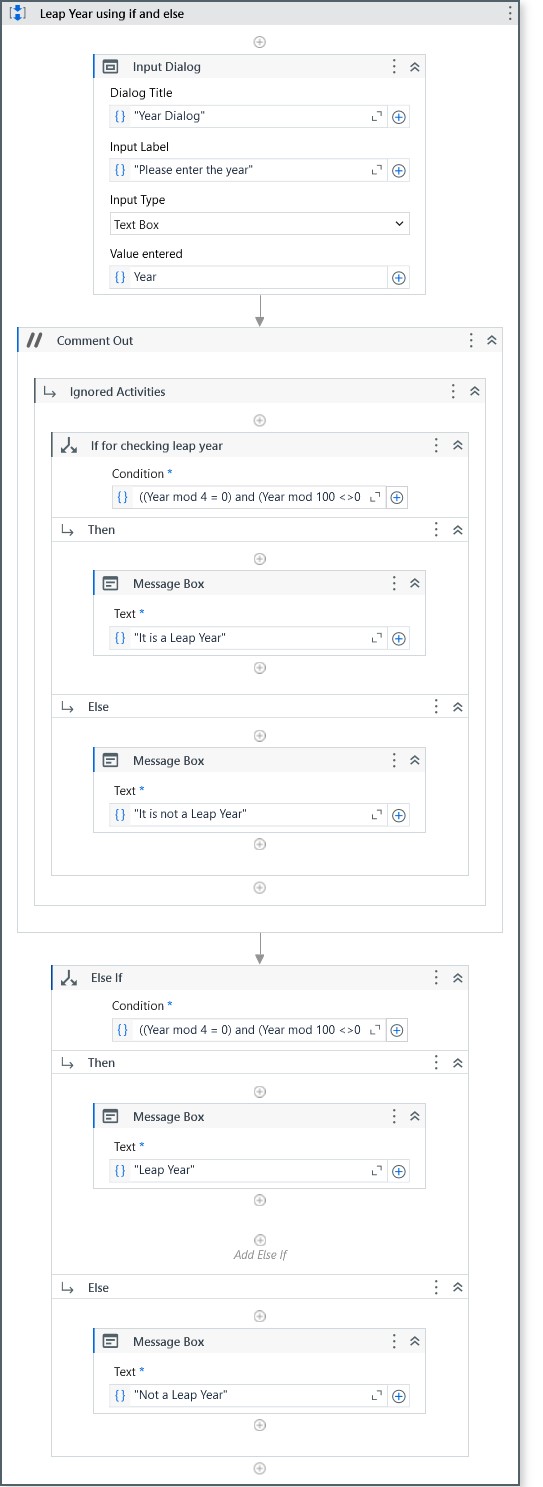 Leap Year using if and else
Input Dialog
Dialog Title
{} "Year Dialog"
Input Label
{} "Please enter the year"
Input Type
Text Box
Value entered
{} Year
// Comment Out
Ignored Activities
If for checking leap year
Condition *
{} ((Year mod 4 = 0) and (Year mod 100 <>0
Then
Message Box
Text *
{} "It is a Leap Year"
Else
Message Box
Text *
{} "It is not a Leap Year"
Else If
Condition *
{} ((Year mod 4 = 0) and (Year mod 100 <>0
Then
Message Box
Text *
{} "Leap Year"
Add Else If
Else
Message Box
Text *
{} "Not a Leap Year"